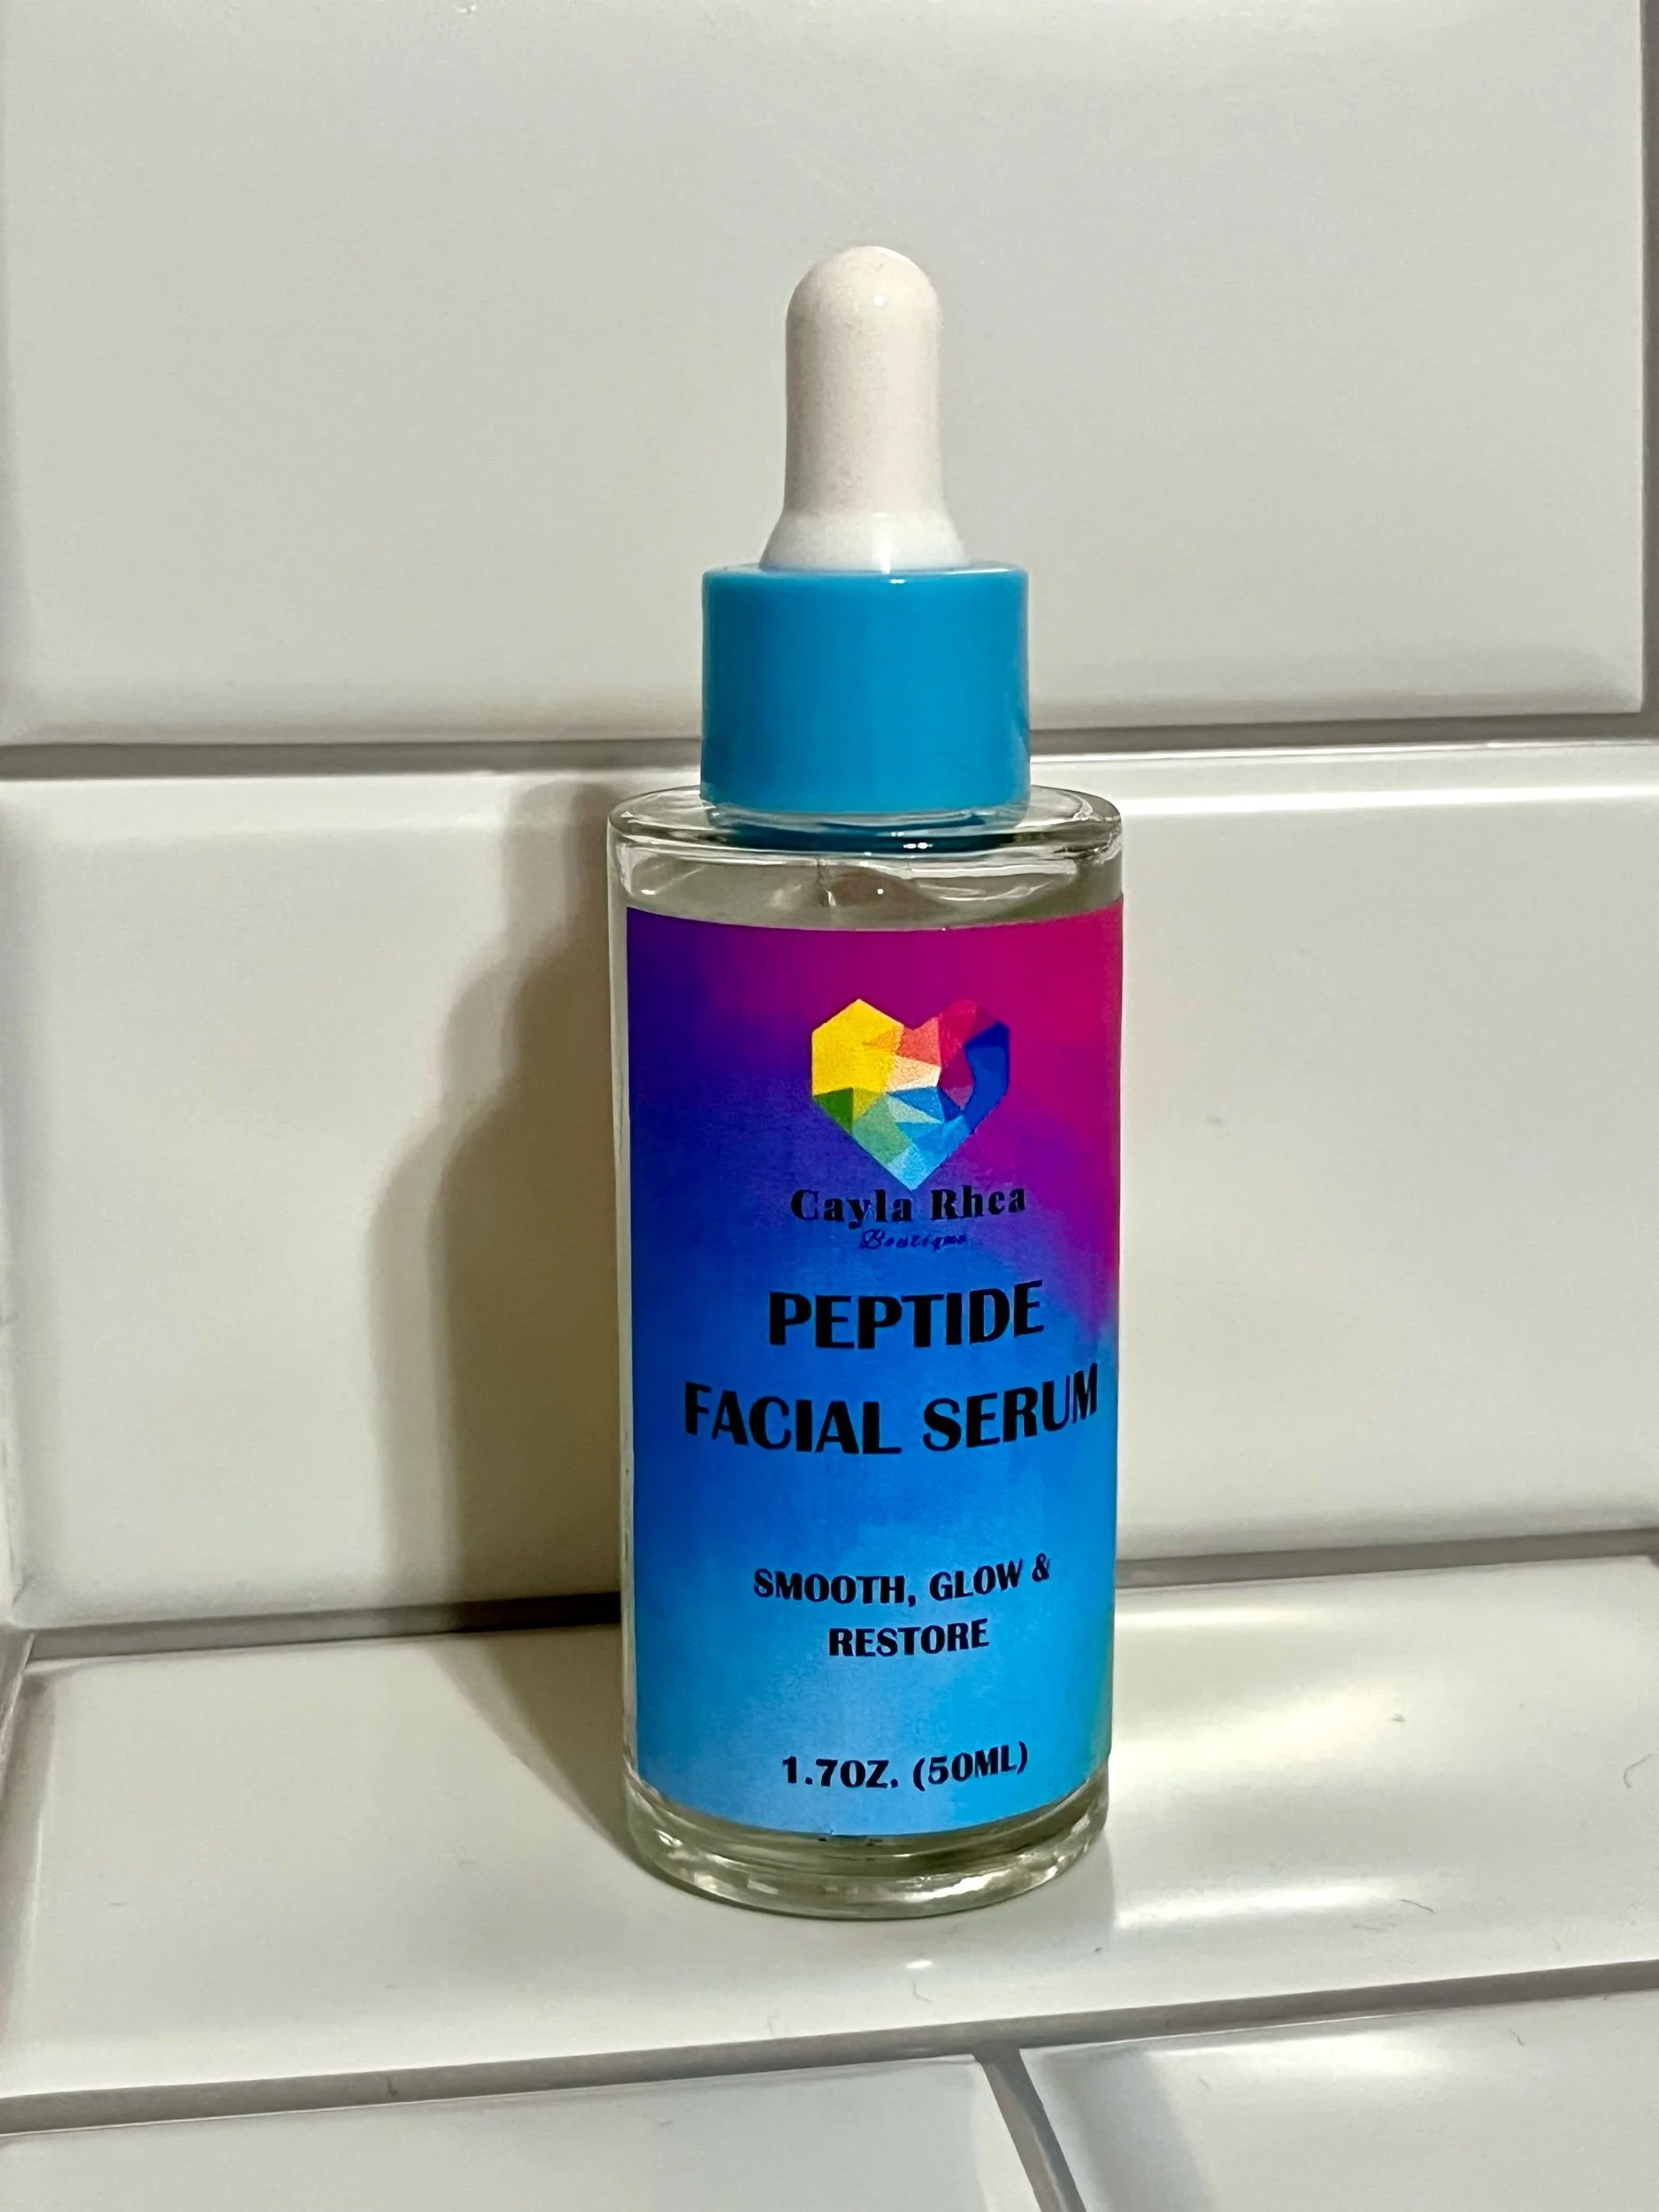 Cayla Rhea
Boutique
PEPTIDE
FACIAL SERUM
SMOOTH, GLOW &
RESTORE
1.7OZ. (50ML)